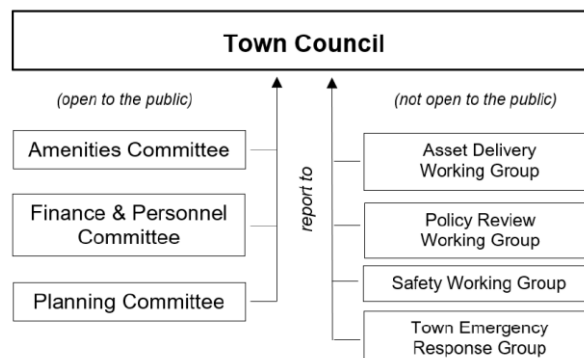 Town Council
(open to the public)
Amenities Committee
Finance & Personnel
Committee
Planning Committee
report to
(not open to the public)
Asset Delivery
Working Group
Policy Review
Working Group
Safety Working Group
Town Emergency
Response Group